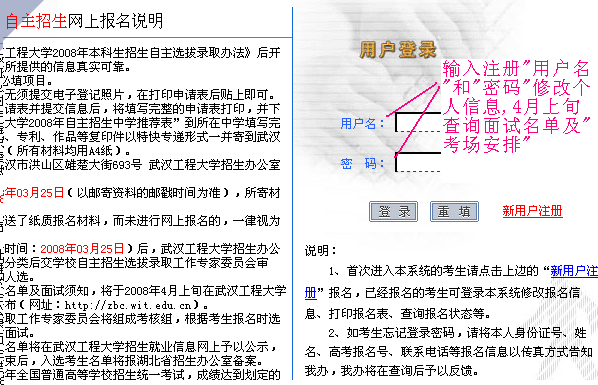 自主招生网上报名说明
工程大学2008年本科生招生自主选拔录取办法》后开
所提供的信息真实可靠。
必填项目。
无须提交电子登记照片，在打印申请表后贴上即可。
请表并提交信息后，将填写完整的申请表打印，并下
大学2008年自主招生中学推荐表”到所在中学填写完
、专利、作品等复印件以特快专递形式一并寄到武汉
（所有材料均用A4纸）。
汉市洪山区雄楚大街693号 武汉工程大学招生办公室
年03月25日（以邮寄资料的邮戳时间为准），所寄材
送了纸质报名材料，而未进行网上报名的，一律视为
时间：2008年03月25日）后，武汉工程大学招生办公
分类后交学校自主招生选拔录取工作专家委员会审
人选。
名单及面试须知，将于2008年4月上旬在武汉工程大学
布（网址：http://zbc.wit.edu.cn）。
取工作专家委员会将组成考核组，根据考生报名时选
面试。
名单将在武汉工程大学招生就业信息网上予以公示，
束后，入选考生名单将报湖北省招生办公室备案。
年全国普通高等学校招生统一考试，成绩达到划定的
用户登录
输入注册"用户名
"和"密码"修改个
人信息,4月上旬
查询面试名单及"
考场安排"
用户名：
密 码：
登 录 重 填 新用户注册
说明：
1、首次进入本系统的考生请点击上边的“新用户注
册”报名，已经报名的考生可登录本系统修改报名信
息、打印报名表、查询报名状态等。
2、如考生忘记登录密码，请将本人身份证号、姓
名、高考报名号、联系电话等报名信息以传真方式告知
我办，我办将在查询后予以反馈。